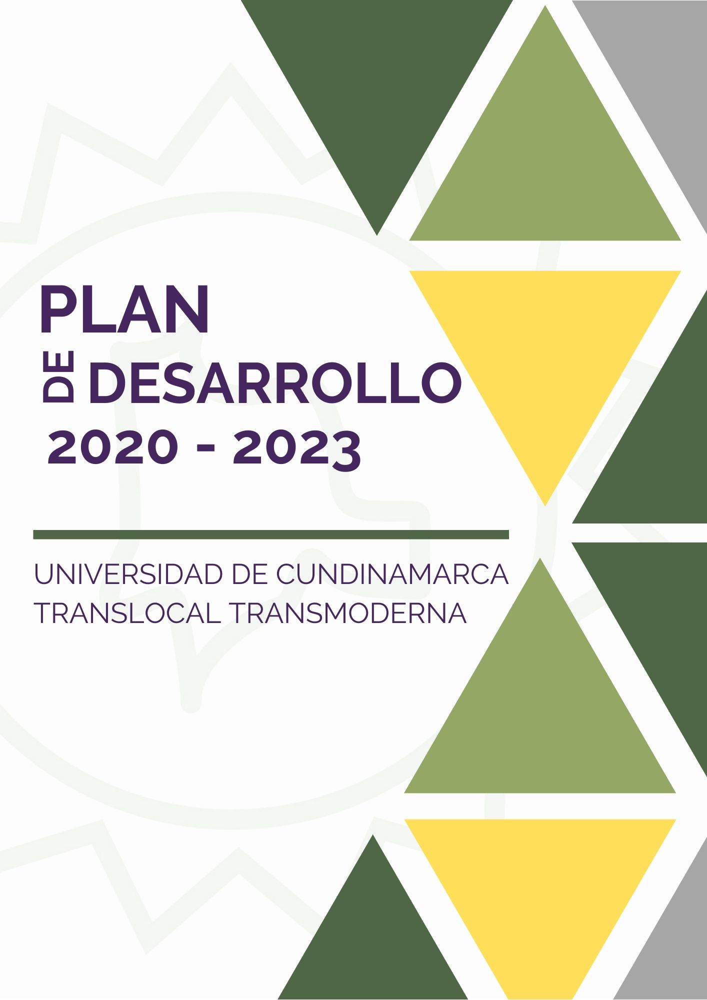 PLAN
DE DESARROLLO
2020 - 2023
UNIVERSIDAD DE CUNDINAMARCA
TRANSLOCAL TRANSMODERNA